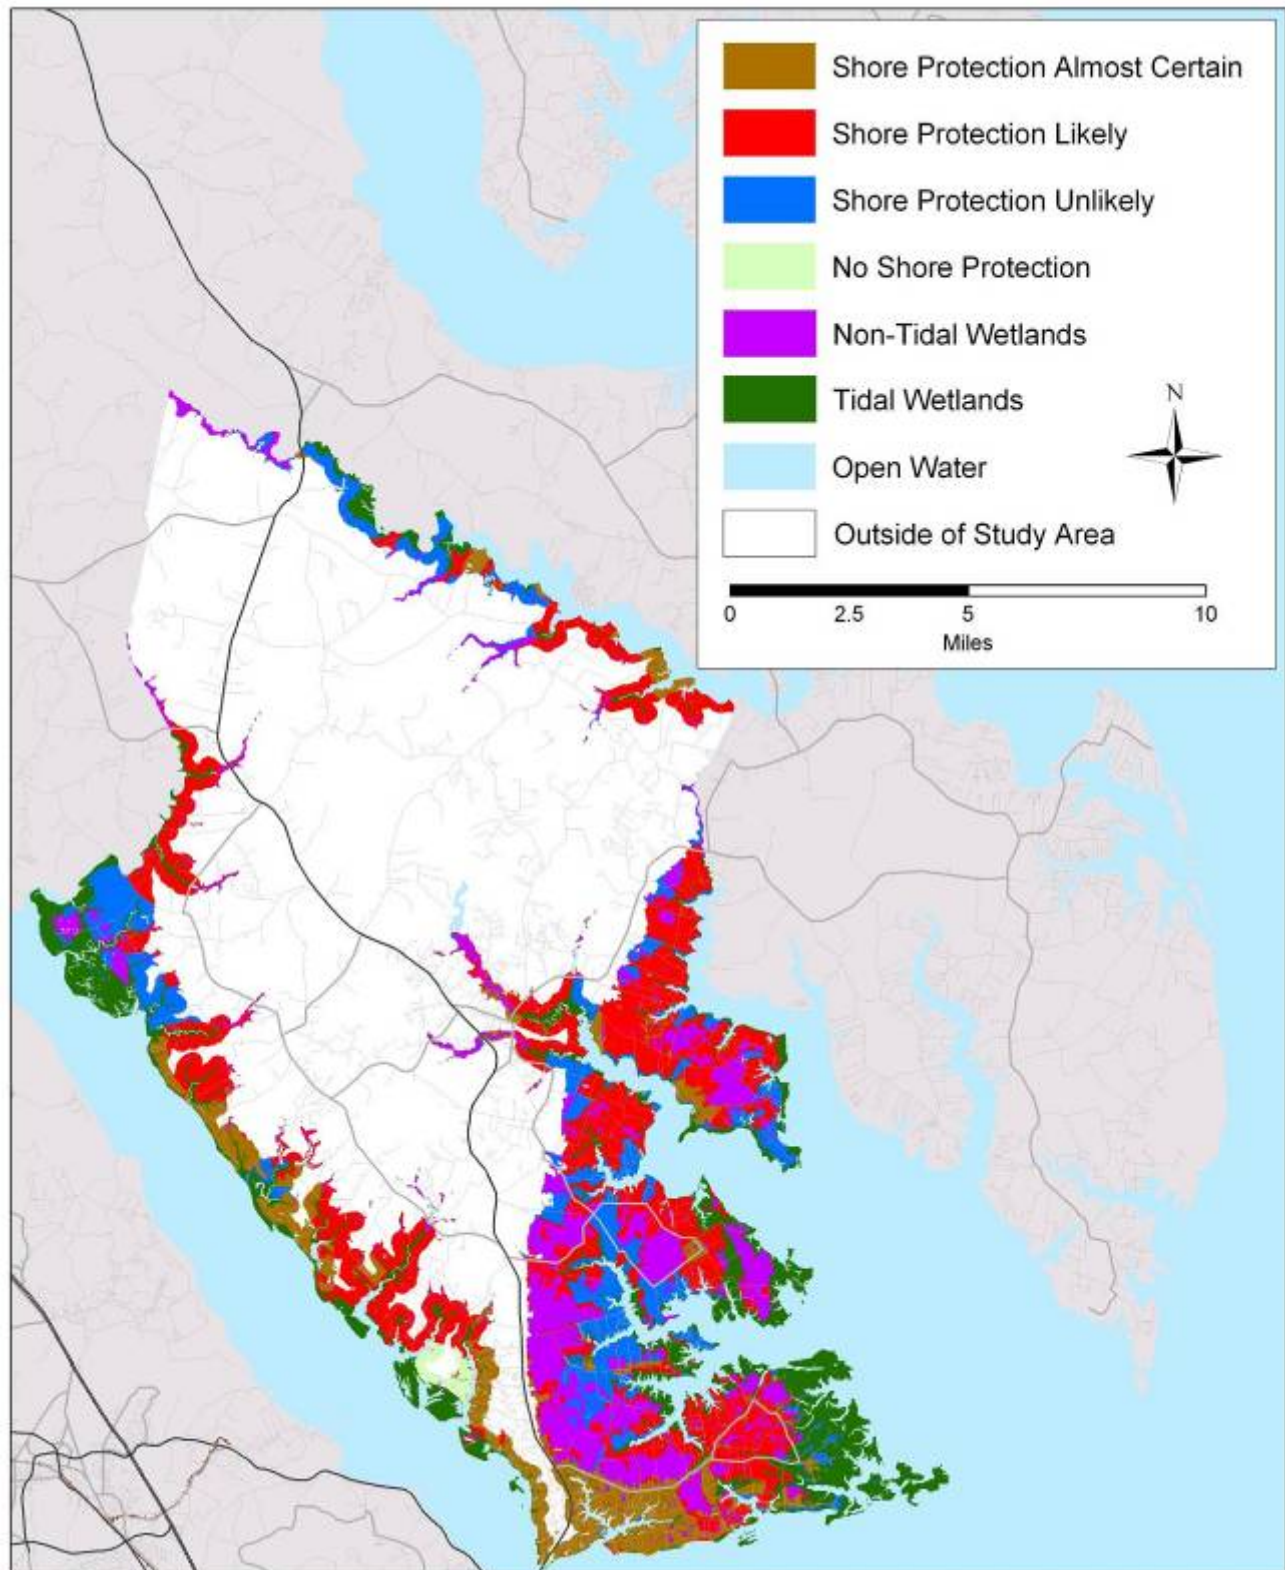 Shore Protection Almost Certain
Shore Protection Likely
Shore Protection Unlikely
No Shore Protection
Non-Tidal Wetlands
Tidal Wetlands
Open Water
Outside of Study Area
N
0 2.5 5 10
Miles